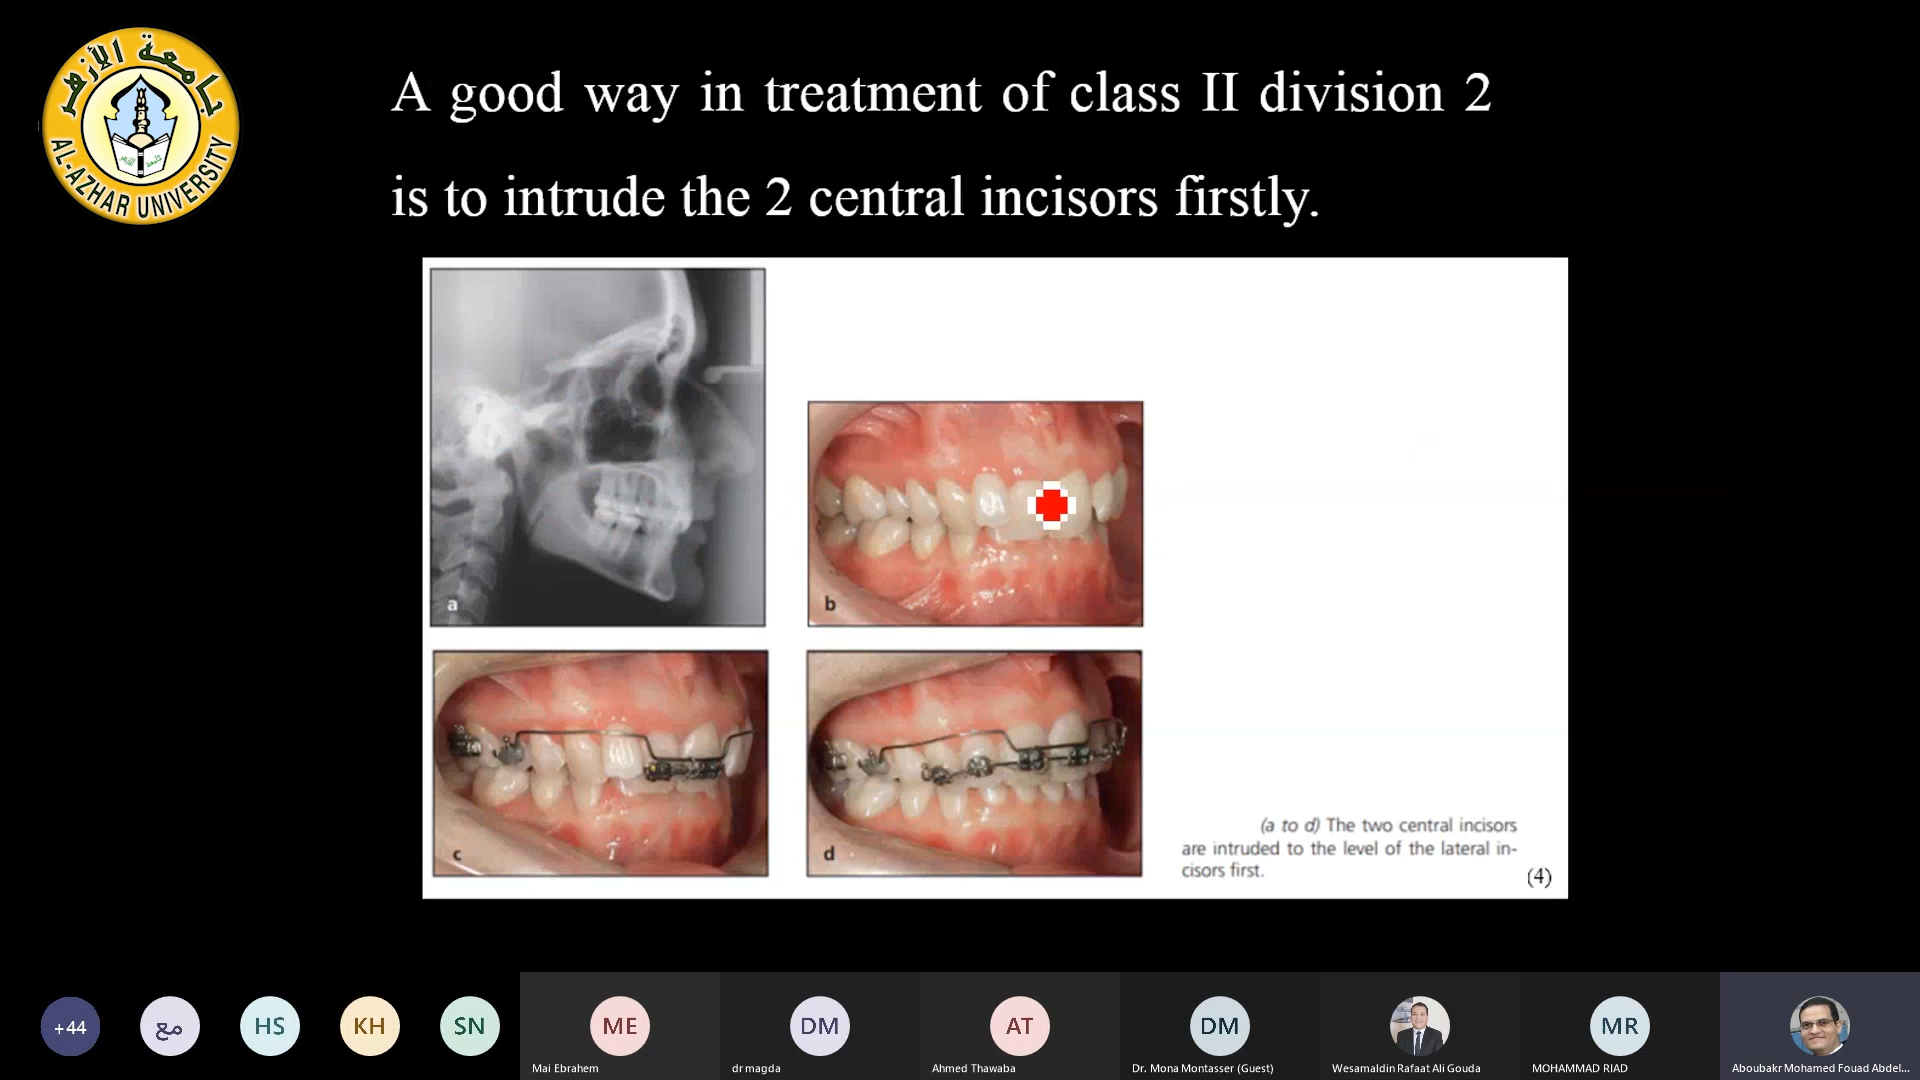 جامعة الأزهر
AL-AZHAR UNIVERSITY
A good way in treatment of class II division 2
is to intrude the 2 central incisors firstly.
a
b
c
d
(a to d) The two central incisors
are intruded to the level of the lateral in-
cisors first.
(4)
+44
مع
HS
KH
SN
ME
DM
AT
DM
MR
Mai Ebrahem
dr magda
Ahmed Thawaba
Dr. Mona Montasser (Guest)
Wesamaldin Rafaat Ali Gouda
MOHAMMAD RIAD
Aboubakr Mohamed Fouad Abdel...